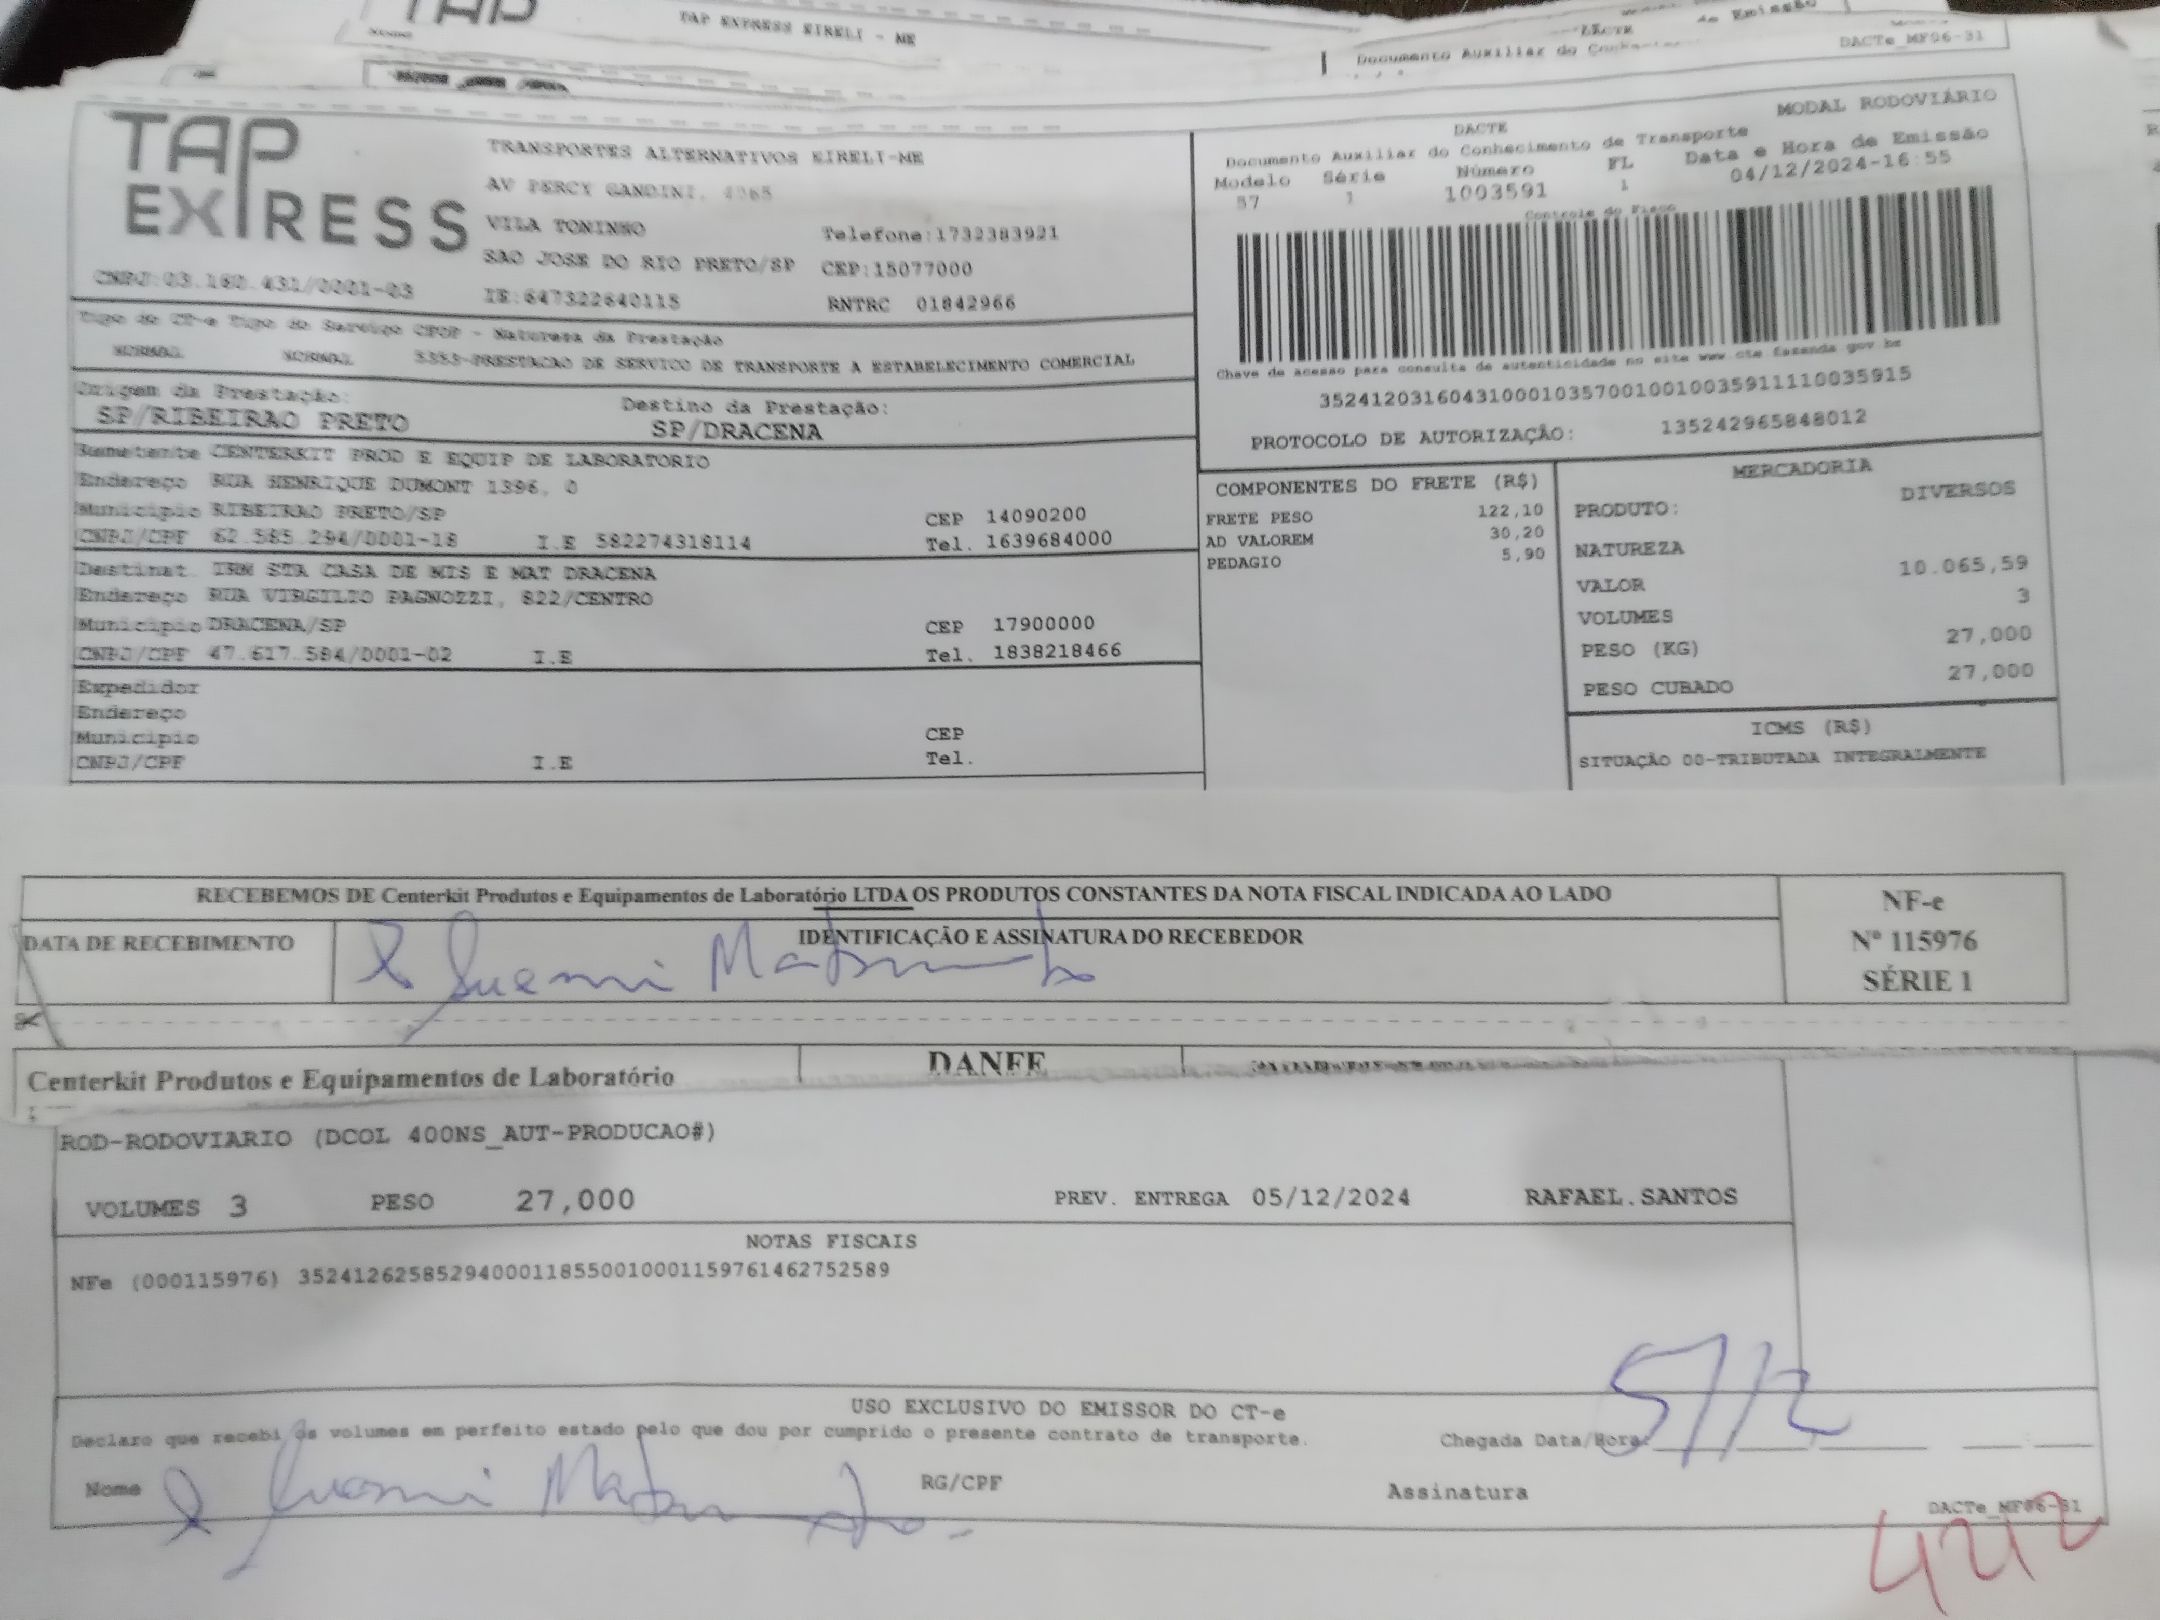 TAP
TAP EXPRESS EIRELI - ME
DACTE
de Emissão
Documento Auxiliar do
DACTe_MF06-31
TAP EXPRESS
TRANSPORTES ALTERNATIVOS EIRELI-ME
AV PERCY GANDINI,
VILA TONINHO
Telefone:1732383921
SAO JOSE DO RIO PRETO/SP CEP:15077000
CNPJ:03.160.431/0001-03
IE:647322640115
RNTRC 01842966
MODAL RODOVIÁRIO
DACTE
Documento Auxiliar do Conhecimento de Transporte
Modelo Série Número FL Data e Hora de Emissão
57 1 1003591 1 04/12/2024-16:55
Controle do Fisco
Chave de acesso para consulta de autenticidade no site www.cte.fazenda.gov.br
35241203160431000103570010010035911110035915
PROTOCOLO DE AUTORIZAÇÃO: 135242965848012
Tipo do CT-e Tipo do Serviço CFOP - Natureza da Prestação
NORMAL NORMAL 5353-PRESTACAO DE SERVICO DE TRANSPORTE A ESTABELECIMENTO COMERCIAL
Origem da Prestação: Destino da Prestação:
SP/RIBEIRAO PRETO SP/DRACENA
Remetente CENTERKIT PROD E EQUIP DE LABORATORIO
Endereço RUA HENRIQUE DUMONT 1396, 0
Município RIBEIRAO PRETO/SP CEP 14090200
CNPJ/CPF 62.585.294/0001-18 I.E 582274318114 Tel. 1639684000
Destinat. IRM STA CASA DE MIS E MAT DRACENA
Endereço RUA VIRGILIO PAGNOZZI, 822/CENTRO
Município DRACENA/SP CEP 17900000
CNPJ/CPF 47.617.584/0001-02 I.E Tel. 1838218466
Expedidor
Endereço
Município CEP
CNPJ/CPF I.E Tel.
COMPONENTES DO FRETE (R$)
FRETE PESO 122,10
AD VALOREM 30,20
PEDAGIO 5,90
MERCADORIA
PRODUTO: DIVERSOS
NATUREZA
VALOR 10.065,59
VOLUMES 3
PESO (KG) 27,000
PESO CUBADO 27,000
ICMS (R$)
SITUAÇÃO 00-TRIBUTADA INTEGRALMENTE
RECEBEMOS DE Centerkit Produtos e Equipamentos de Laboratório LTDA OS PRODUTOS CONSTANTES DA NOTA FISCAL INDICADA AO LADO
DATA DE RECEBIMENTO
IDENTIFICAÇÃO E ASSINATURA DO RECEBEDOR
NF-e
Nº 115976
SÉRIE 1
Centerkit Produtos e Equipamentos de Laboratório
DANFE
ROD-RODOVIARIO (DCOL 400NS_AUT-PRODUCAO#)
VOLUMES 3 PESO 27,000 PREV. ENTREGA 05/12/2024 RAFAEL.SANTOS
NOTAS FISCAIS
NFe (000115976) 35241262585294000118550010001159761462752589
USO EXCLUSIVO DO EMISSOR DO CT-e
Declaro que recebi os volumes em perfeito estado pelo que dou por cumprido o presente contrato de transporte.
Chegada Data/Hora: 5/12
Nome RG/CPF Assinatura
DACTe_MF06-31